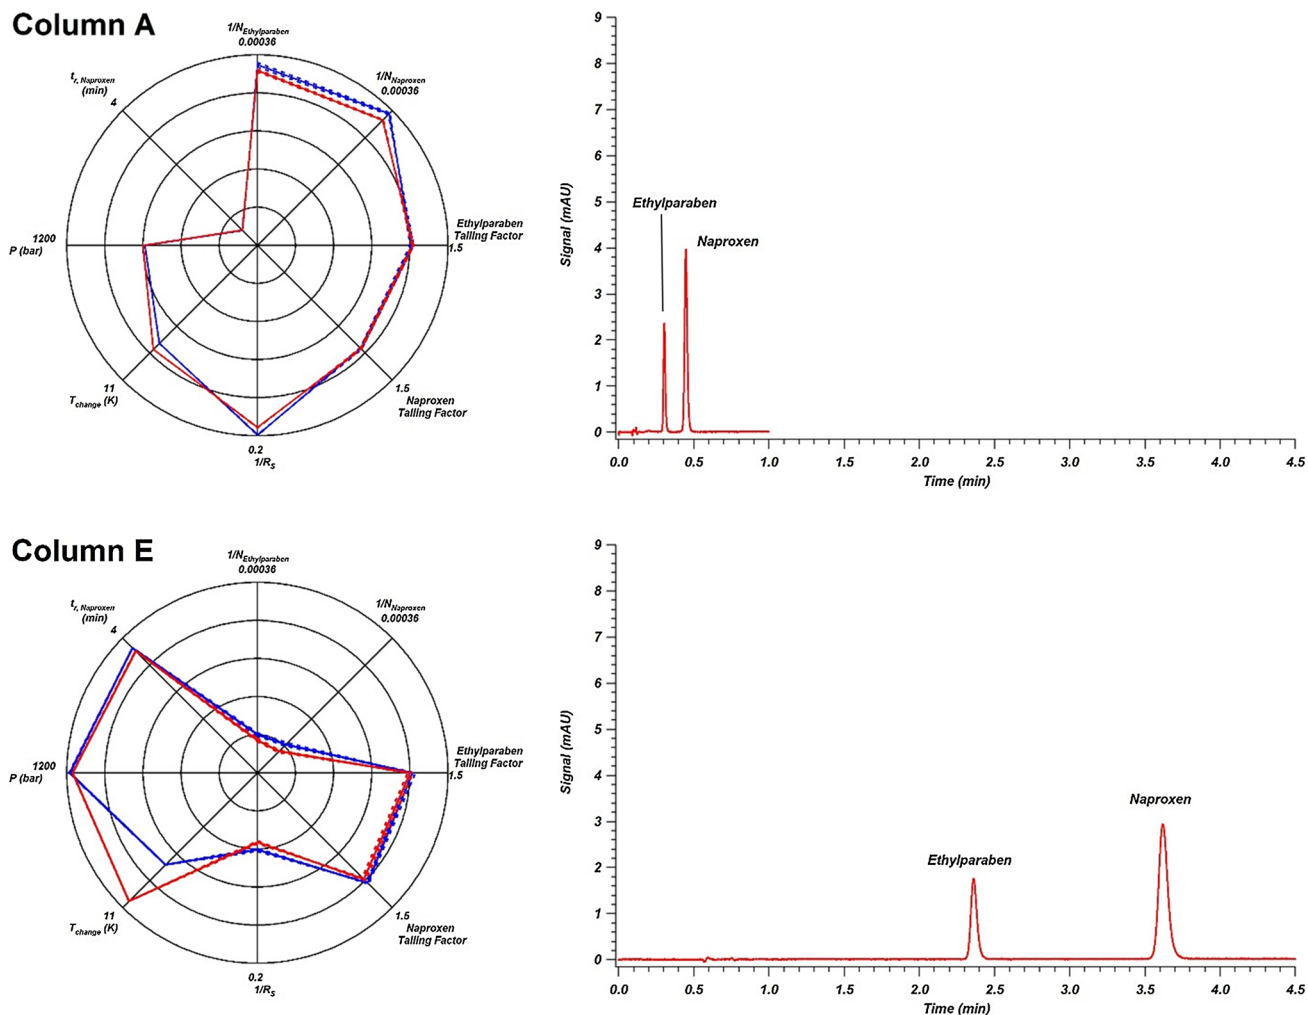 Column A
1/NEthylparaben
0.00036
1/NNaproxen
0.00036
tr, Naproxen
(min)
4
Ethylparaben
Tailing Factor
1.5
1200
P (bar)
11
Tchange (K)
1.5
Naproxen
Tailing Factor
0.2
1/RS
9
8
7
6
5
4
3
2
1
0
Signal (mAU)
Ethylparaben
Naproxen
0.0 0.5 1.0 1.5 2.0 2.5 3.0 3.5 4.0 4.5
Time (min)
Column E
1/NEthylparaben
0.00036
1/NNaproxen
0.00036
tr, Naproxen
(min)
4
Ethylparaben
Tailing Factor
1.5
1200
P (bar)
11
Tchange (K)
1.5
Naproxen
Tailing Factor
0.2
1/RS
9
8
7
6
5
4
3
2
1
0
Signal (mAU)
Ethylparaben
Naproxen
0.0 0.5 1.0 1.5 2.0 2.5 3.0 3.5 4.0 4.5
Time (min)